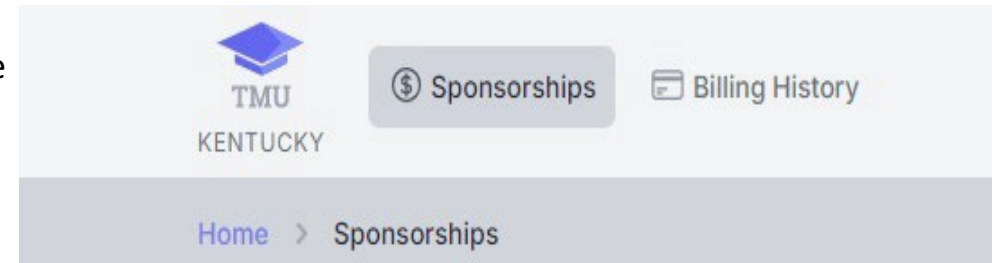 e
TMU
KENTUCKY
Sponsorships
Billing History
Home > Sponsorships